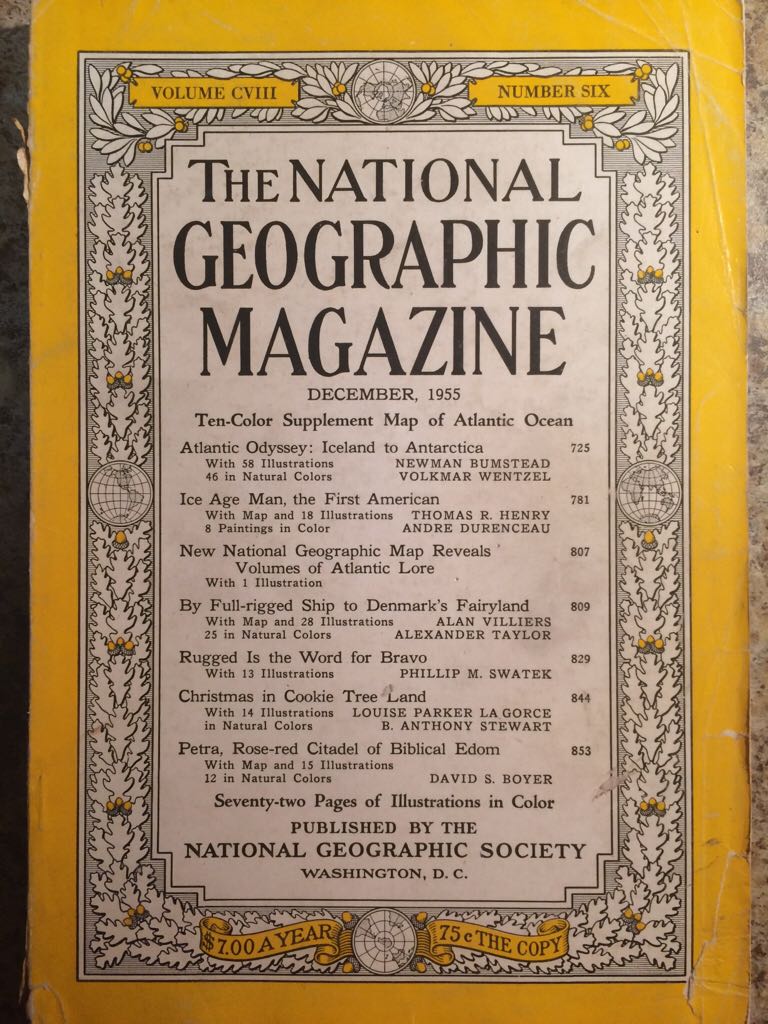 VOLUME CVIII NUMBER SIX
THE NATIONAL
GEOGRAPHIC
MAGAZINE
DECEMBER, 1955
Ten-Color Supplement Map of Atlantic Ocean
Atlantic Odyssey: Iceland to Antarctica 725
With 58 Illustrations NEWMAN BUMSTEAD
46 in Natural Colors VOLKMAR WENTZEL
Ice Age Man, the First American 781
With Map and 18 Illustrations THOMAS R. HENRY
8 Paintings in Color ANDRE DURENCEAU
New National Geographic Map Reveals 807
Volumes of Atlantic Lore
With 1 Illustration
By Full-rigged Ship to Denmark's Fairyland 809
With Map and 28 Illustrations ALAN VILLIERS
25 in Natural Colors ALEXANDER TAYLOR
Rugged Is the Word for Bravo 829
With 13 Illustrations PHILLIP M. SWATEK
Christmas in Cookie Tree Land 844
With 14 Illustrations LOUISE PARKER LA GORCE
in Natural Colors B. ANTHONY STEWART
Petra, Rose-red Citadel of Biblical Edom 853
With Map and 15 Illustrations
12 in Natural Colors DAVID S. BOYER
Seventy-two Pages of Illustrations in Color
PUBLISHED BY THE
NATIONAL GEOGRAPHIC SOCIETY
WASHINGTON, D. C.
$7.00 A YEAR 75¢ THE COPY